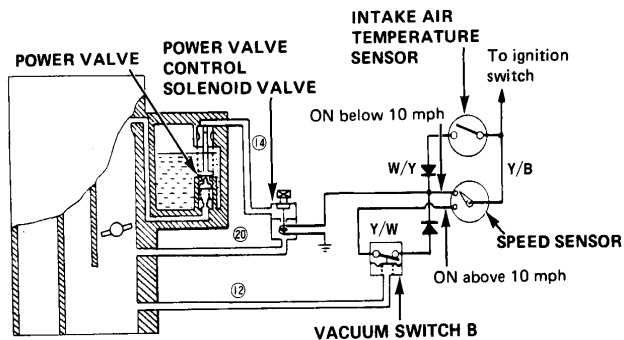 INTAKE AIR
TEMPERATURE
SENSOR
POWER VALVE
CONTROL
SOLENOID VALVE
POWER VALVE
To ignition
switch
ON below 10 mph
14
W/Y
Y/B
20
Y/W
SPEED SENSOR
ON above 10 mph
12
VACUUM SWITCH B